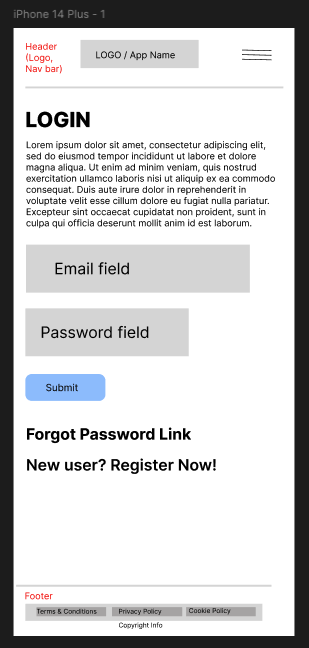 iPhone 14 Plus - 1
Header
(Logo,
Nav bar)
LOGO / App Name
LOGIN
Lorem ipsum dolor sit amet, consectetur adipiscing elit,
sed do eiusmod tempor incididunt ut labore et dolore
magna aliqua. Ut enim ad minim veniam, quis nostrud
exercitation ullamco laboris nisi ut aliquip ex ea commodo
consequat. Duis aute irure dolor in reprehenderit in
voluptate velit esse cillum dolore eu fugiat nulla pariatur.
Excepteur sint occaecat cupidatat non proident, sunt in
culpa qui officia deserunt mollit anim id est laborum.
Email field
Password field
Submit
Forgot Password Link
New user? Register Now!
Footer
Terms & Conditions
Privacy Policy
Cookie Policy
Copyright Info